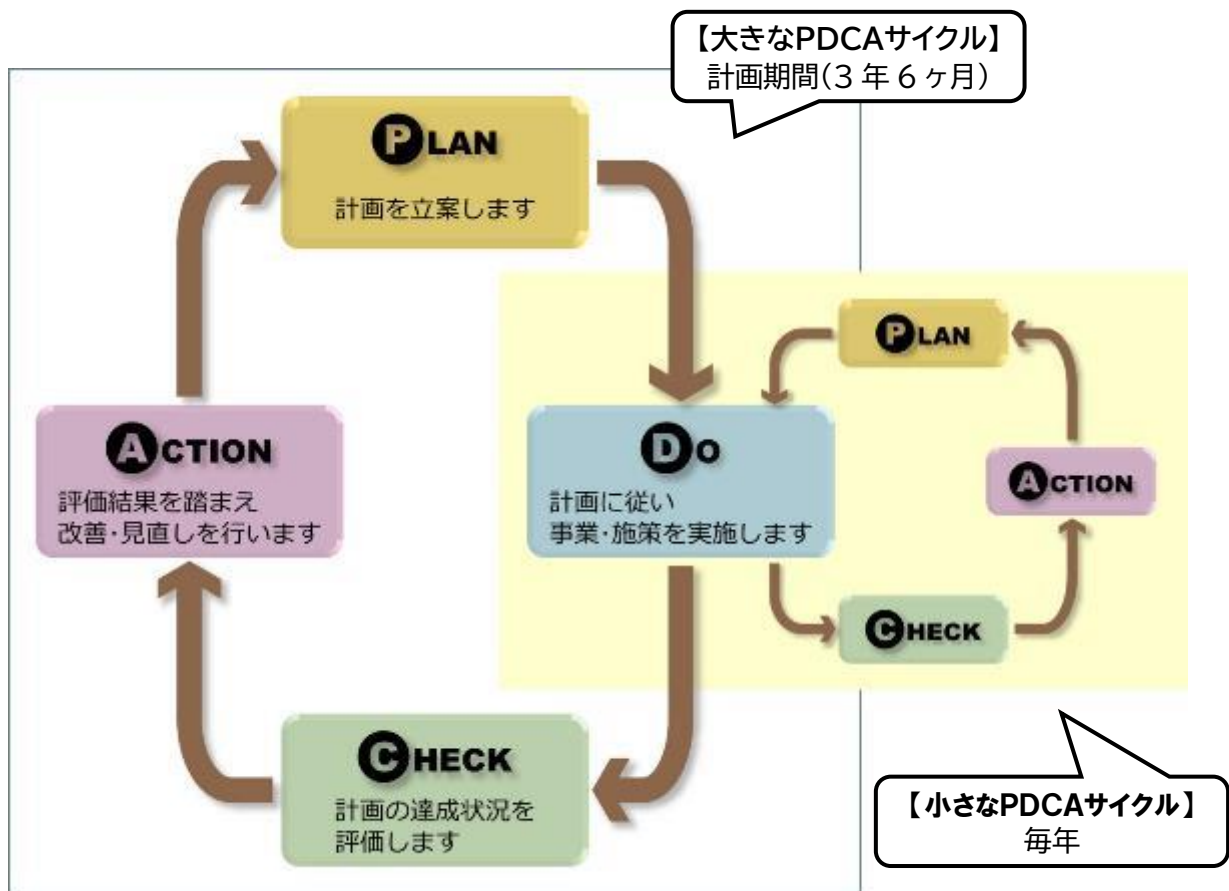 【大きなPDCAサイクル】
計画期間(3年6ヶ月)
PLAN
計画を立案します
PLAN
ACTION
評価結果を踏まえ
改善・見直しを行います
DO
計画に従い
事業・施策を実施します
ACTION
CHECK
CHECK
計画の達成状況を
評価します
【小さなPDCAサイクル】
毎年